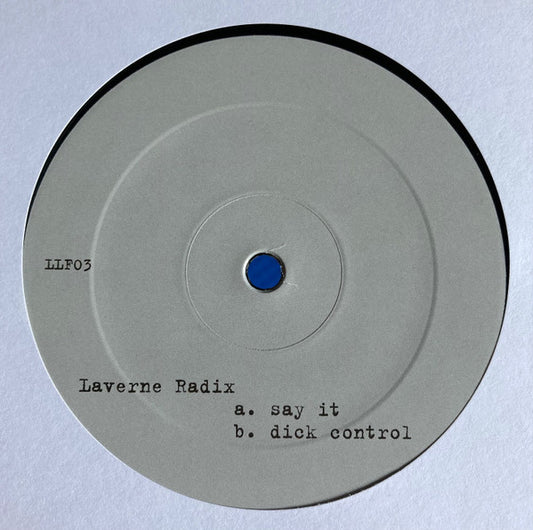 LLF03
Laverne Radix
a. say it
b. dick control